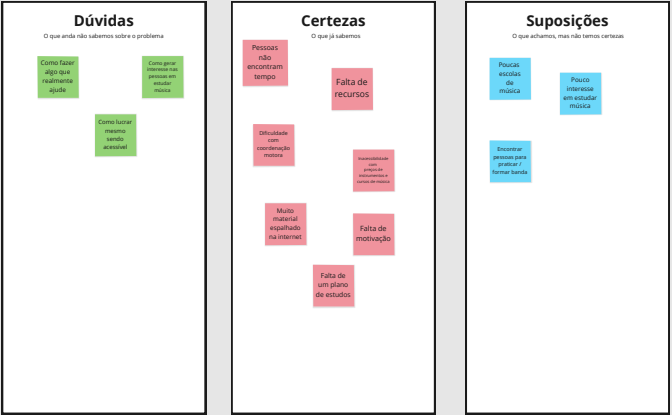 Dúvidas
O que anda não sabemos sobre o problema
Como fazer
algo que
realmente
ajude
Como gerar
interesse nas
pessoas em
estudar
música
Como lucrar
mesmo
sendo
acessível
Certezas
O que já sabemos
Pessoas
não
encontram
tempo
Falta de
recursos
Dificuldade
com
coordenação
motora
Inacessibilidade
com
preços de
instrumentos e
cursos de música
Muito
material
espalhado
na internet
Falta de
motivação
Falta de
um plano
de estudos
Suposições
O que achamos, mas não temos certezas
Poucas
escolas
de
música
Pouco
interesse
em estudar
música
Encontrar
pessoas para
praticar /
formar banda